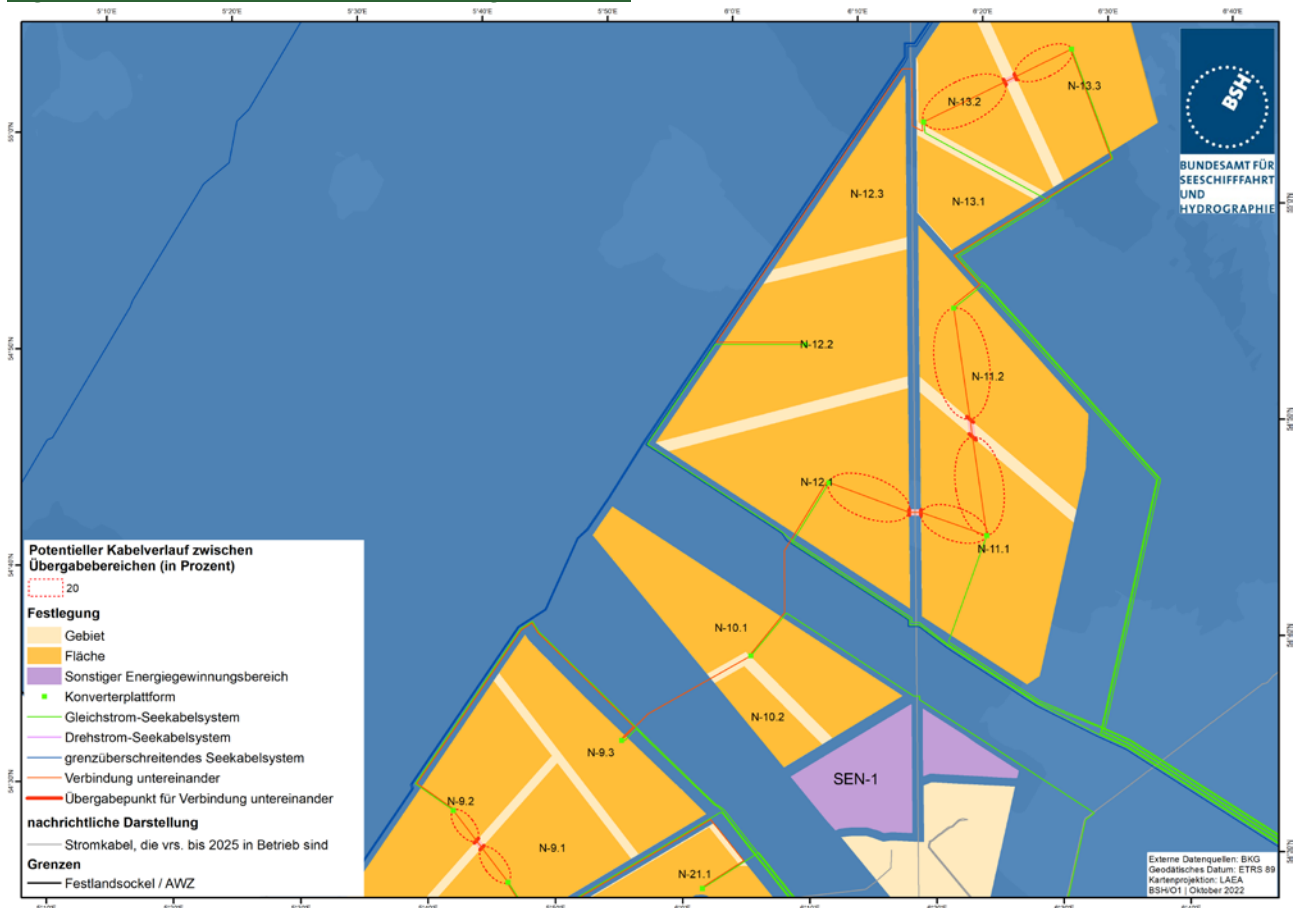 5°10'E 5°20'E 5°30'E 5°40'E 5°50'E 6°0'E 6°10'E 6°20'E 6°30'E 6°40'E
BSH
BUNDESAMT FÜR
SEESCHIFFFAHRT
UND
HYDROGRAPHIE
N-13.3
N-13.2
N-12.3
N-13.1
N-12.2
N-11.2
N-12.1
N-11.1
N-10.1
N-10.2
N-9.3
SEN-1
N-9.2
N-9.1
N-21.1
Potentieller Kabelverlauf zwischen
Übergabebereichen (in Prozent)
20
Festlegung
Gebiet
Fläche
Sonstiger Energiegewinnungsbereich
Konverterplattform
Gleichstrom-Seekabelsystem
Drehstrom-Seekabelsystem
grenzüberschreitendes Seekabelsystem
Verbindung untereinander
Übergabepunkt für Verbindung untereinander
nachrichtliche Darstellung
Stromkabel, die vrs. bis 2025 in Betrieb sind
Grenzen
Festlandsockel / AWZ
Externe Datenquellen: BKG
Geodätisches Datum: ETRS 89
Kartenprojektion: LAEA
BSH/O1 | Oktober 2022